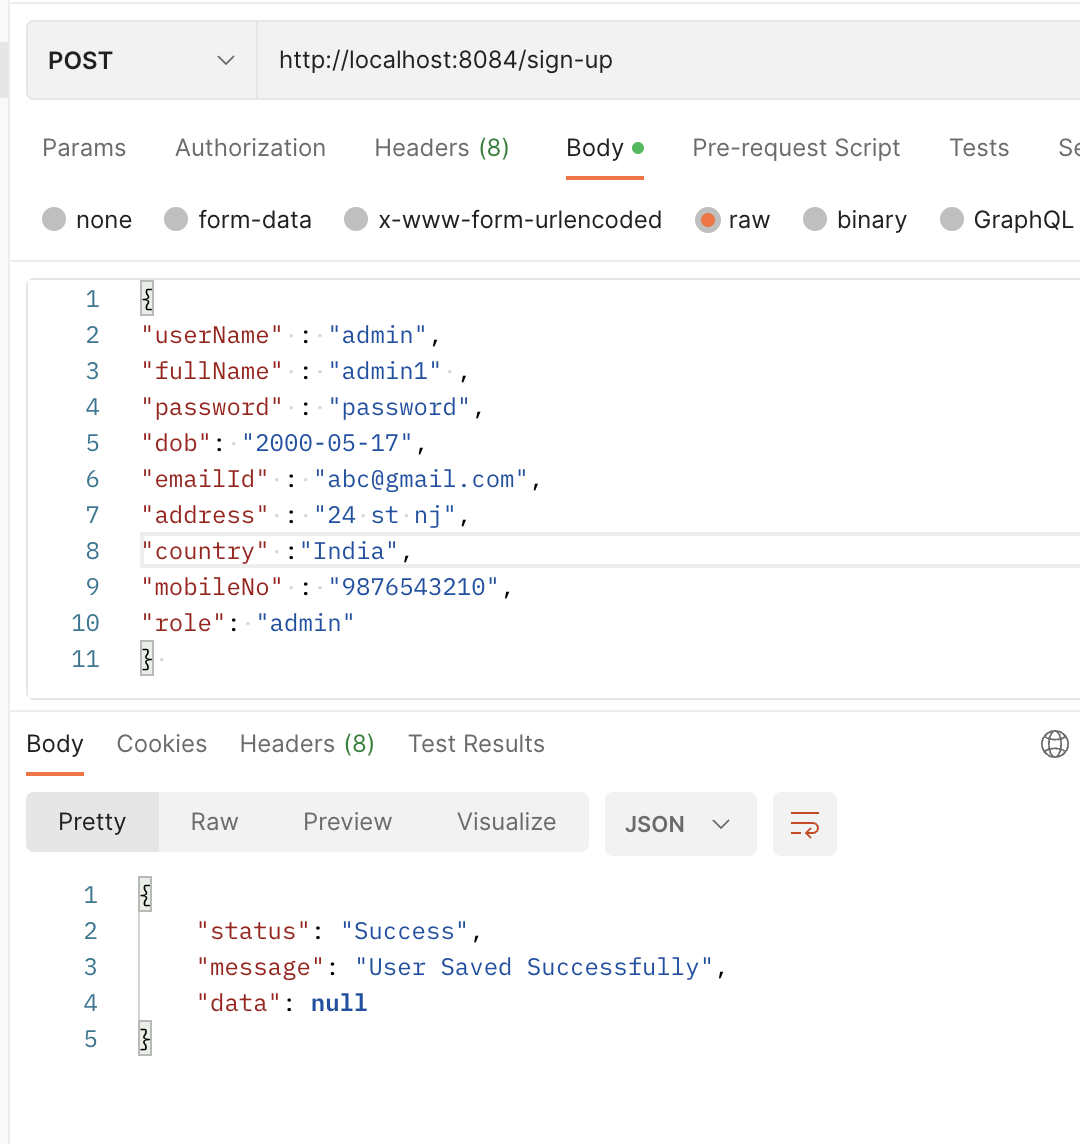 POST http://localhost:8084/sign-up
Params Authorization Headers (8) Body Pre-request Script Tests Se
none form-data x-www-form-urlencoded raw binary GraphQL
1 {
2 "userName" : "admin",
3 "fullName" : "admin1" ,
4 "password" : "password",
5 "dob": "2000-05-17",
6 "emailId" : "abc@gmail.com",
7 "address" : "24 st nj",
8 "country" :"India",
9 "mobileNo" : "9876543210",
10 "role": "admin"
11 }
Body Cookies Headers (8) Test Results
Pretty Raw Preview Visualize JSON
1 {
2 "status": "Success",
3 "message": "User Saved Successfully",
4 "data": null
5 }